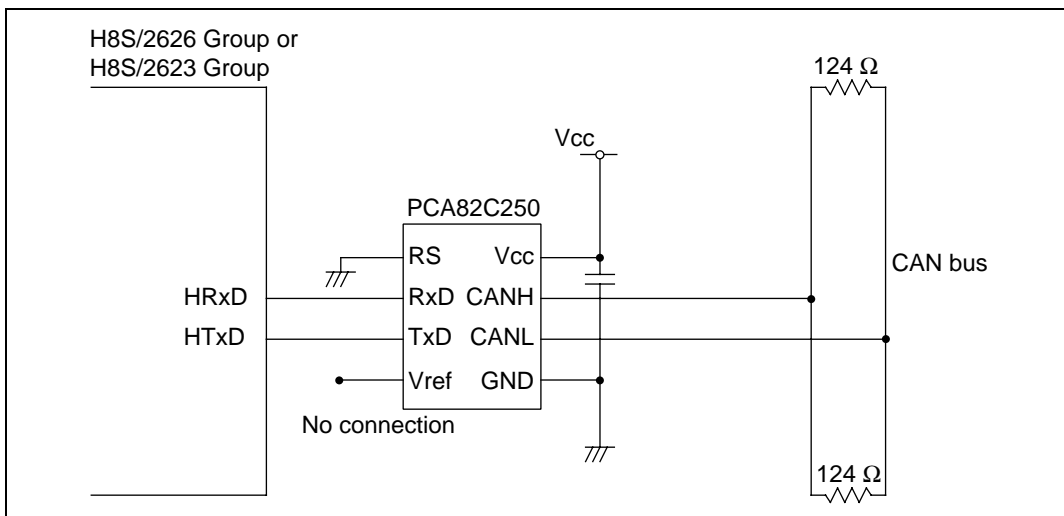 H8S/2626 Group or
H8S/2623 Group
124 Ω
Vcc
PCA82C250
RS Vcc
CAN bus
HRxD RxD CANH
HTxD TxD CANL
Vref GND
No connection
124 Ω